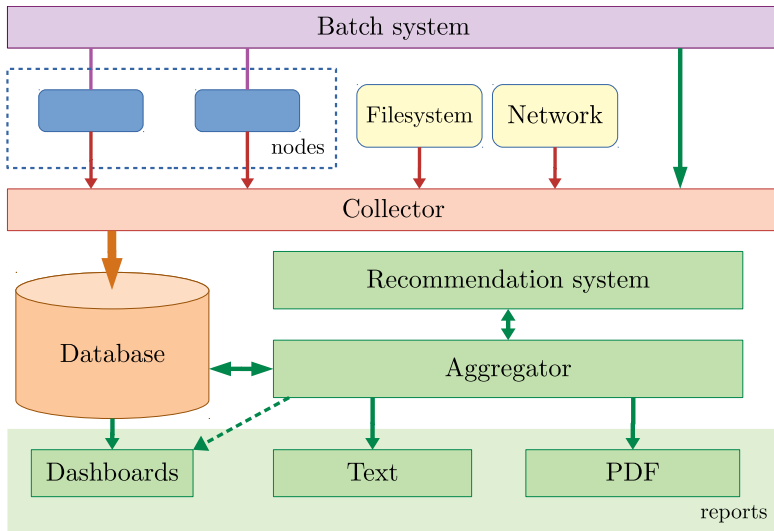 Batch system
Filesystem
Network
nodes
Collector
Recommendation system
Database
Aggregator
Dashboards
Text
PDF
reports